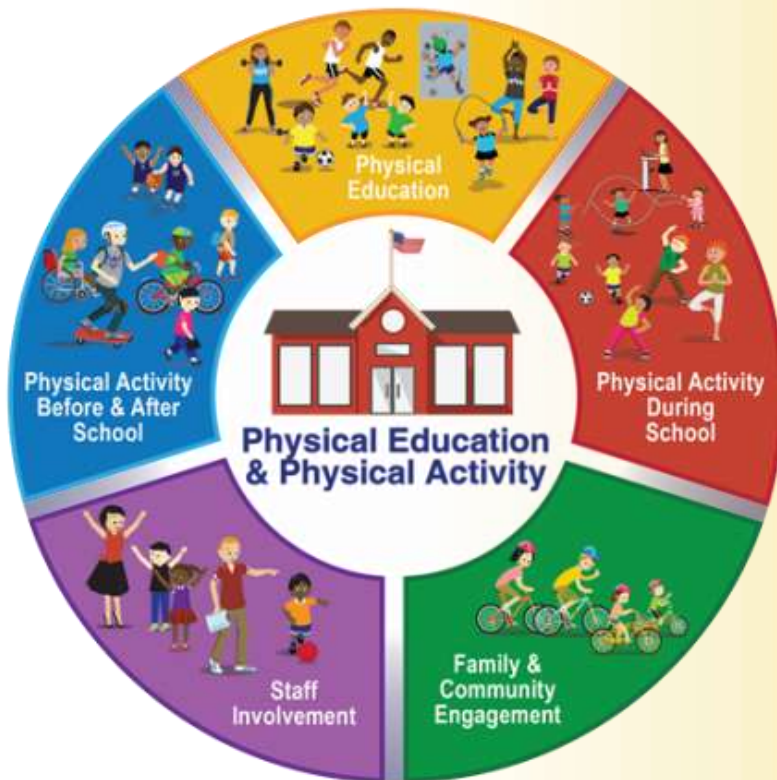 Physical
Education
Physical Activity
Before & After
School
Physical Activity
During
School
Physical Education
& Physical Activity
Staff
Involvement
Family &
Community
Engagement